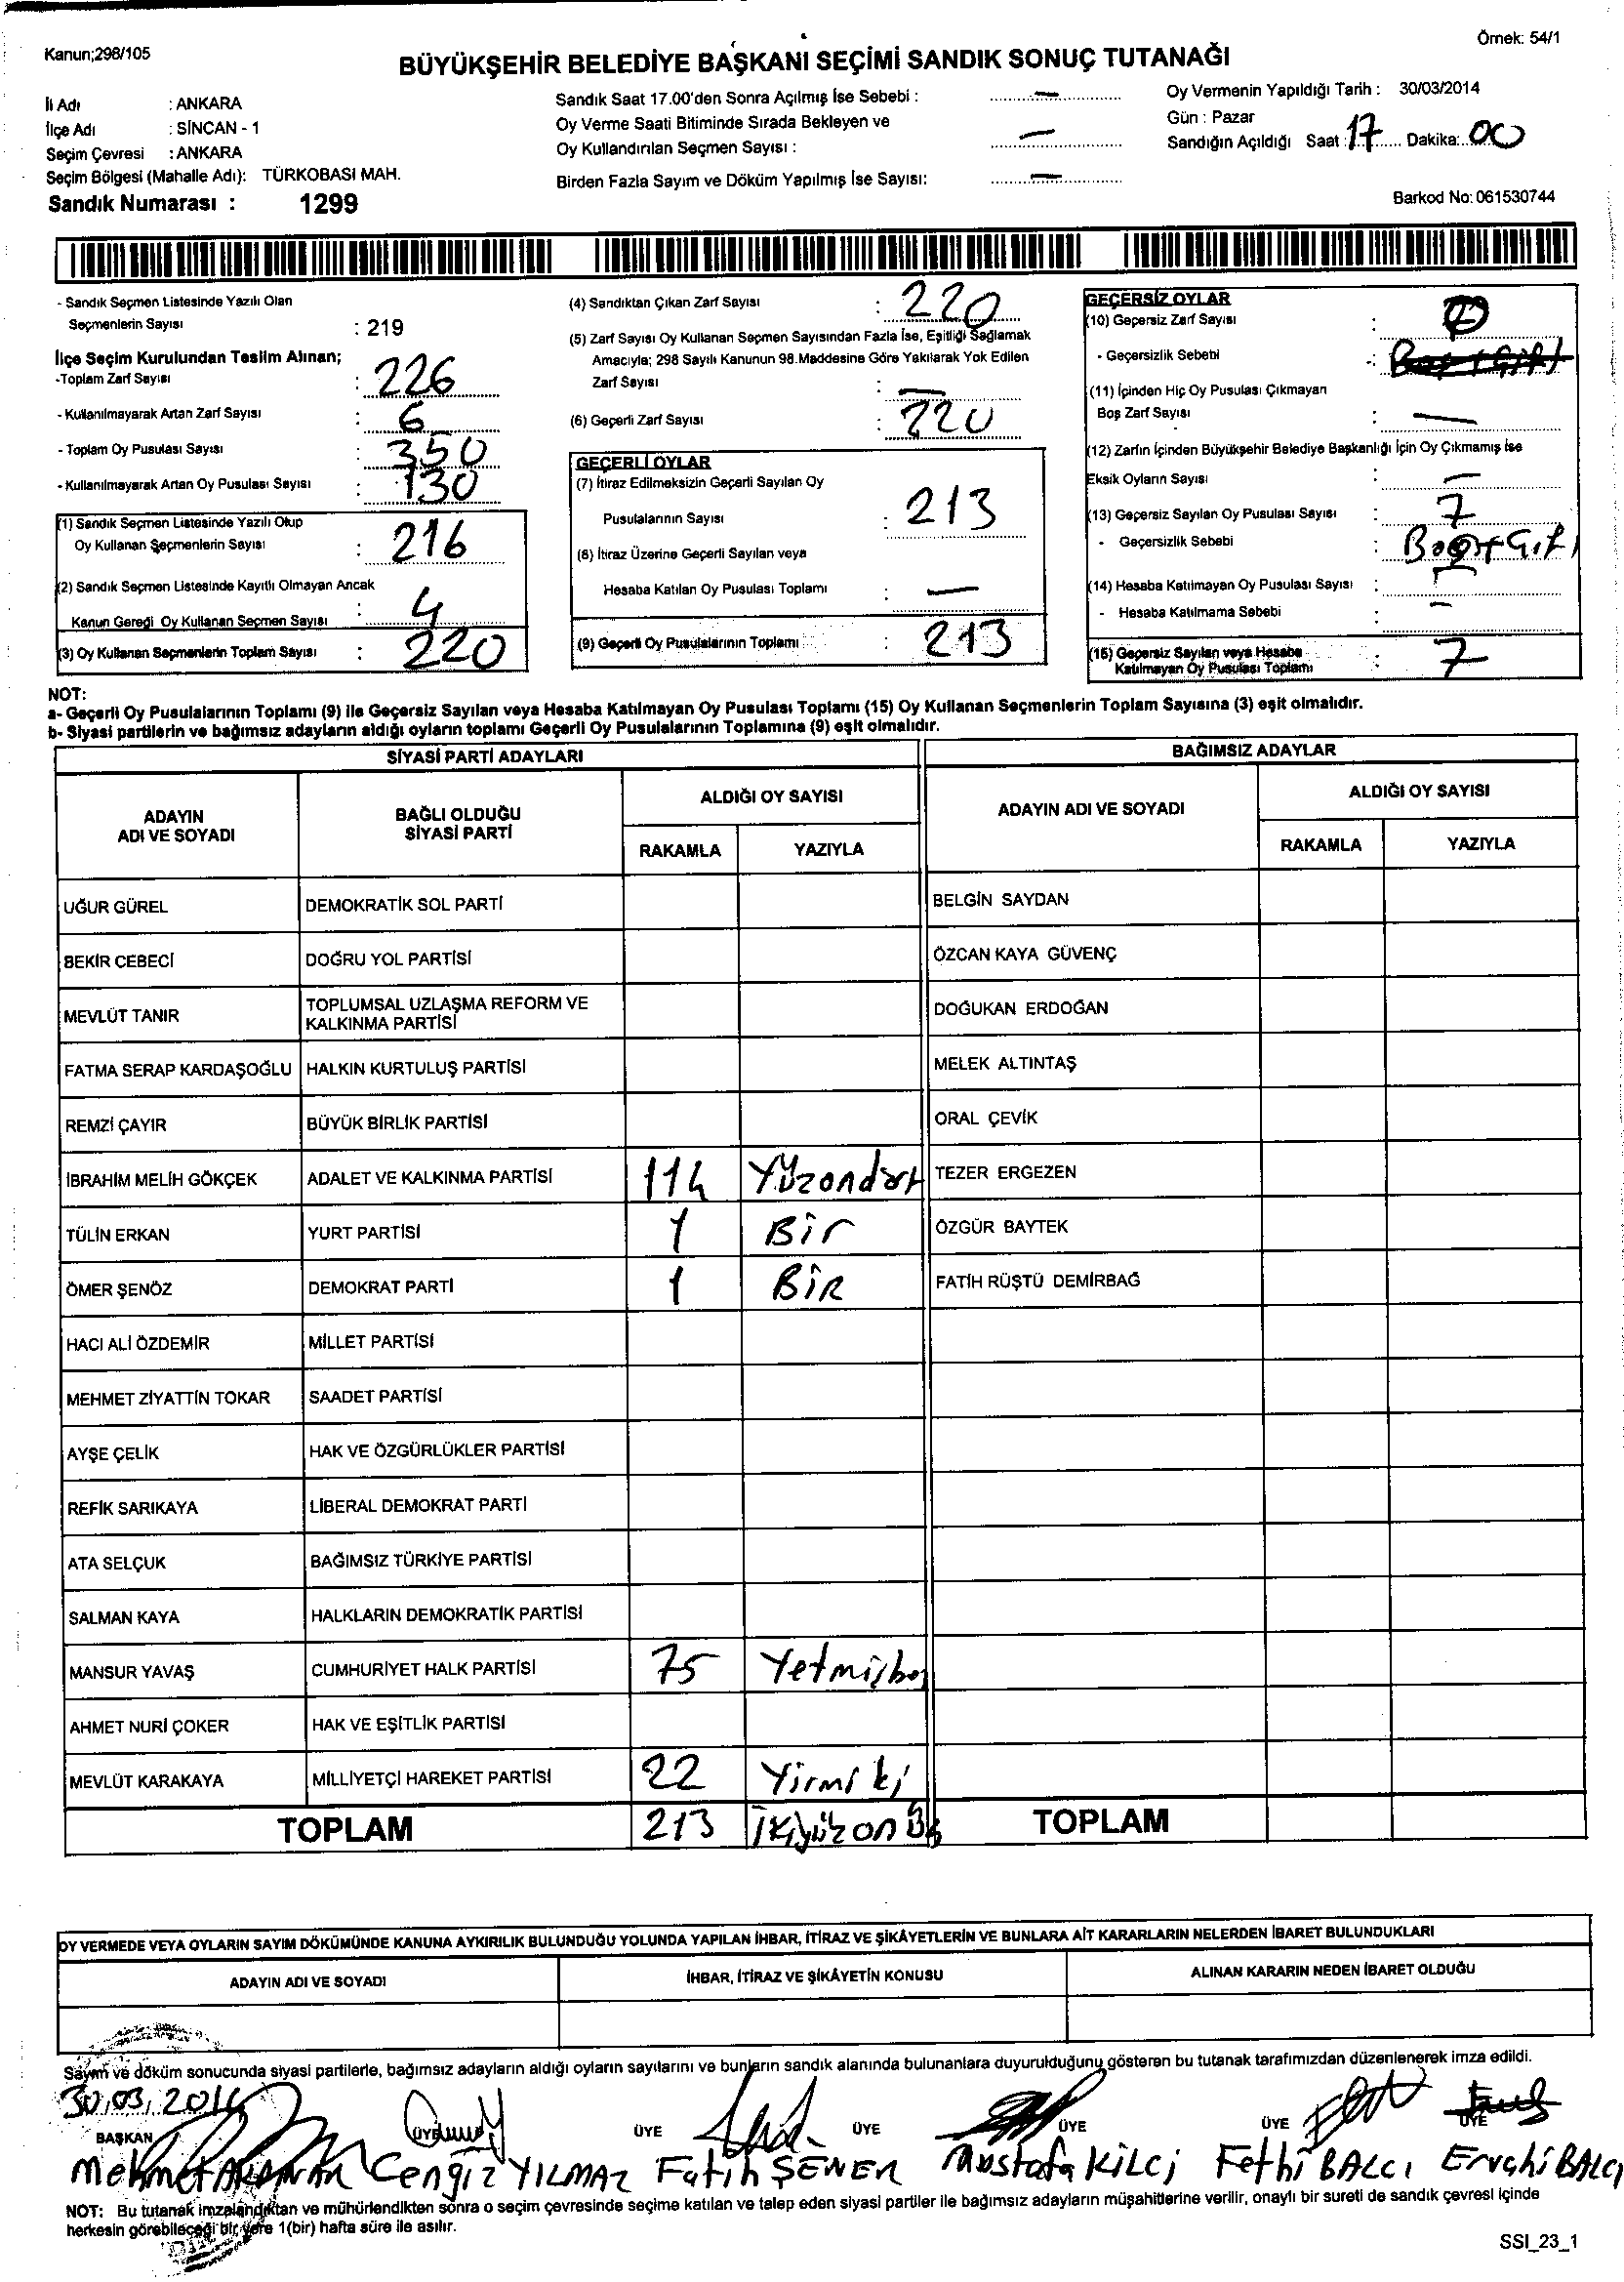 Kanun;298/105
Örnek: 54/1
BÜYÜKŞEHİR BELEDİYE BAŞKANI SEÇİMİ SANDIK SONUÇ TUTANAĞI
İli Adı : ANKARA
İlçe Adı : SİNCAN - 1
Seçim Çevresi : ANKARA
Seçim Bölgesi (Mahalle Adı): TÜRKOBASI MAH.
Sandık Numarası : 1299
Sandık Saat 17.00'den Sonra Açılmış İse Sebebi : —
Oy Verme Saati Bitiminde Sırada Bekleyen ve
Oy Kullandırılan Seçmen Sayısı : —
Birden Fazla Sayım ve Döküm Yapılmış İse Sayısı: —
Oy Vermenin Yapıldığı Tarih : 30/03/2014
Gün : Pazar
Sandığın Açıldığı Saat : 17 Dakika: 00
Barkod No: 061530744
- Sandık Seçmen Listesinde Yazılı Olan
Seçmenlerin Sayısı : 219
İlçe Seçim Kurulundan Teslim Alınan;
-Toplam Zarf Sayısı : 226
- Kullanılmayarak Artan Zarf Sayısı : 6
- Toplam Oy Pusulası Sayısı : 350
- Kullanılmayarak Artan Oy Pusulası Sayısı : 130
(1) Sandık Seçmen Listesinde Yazılı Olup
Oy Kullanan Seçmenlerin Sayısı : 216
(2) Sandık Seçmen Listesinde Kayıtlı Olmayan Ancak
Kanun Gereği Oy Kullanan Seçmen Sayısı : 4
(3) Oy Kullanan Seçmenlerin Toplam Sayısı : 220
(4) Sandıktan Çıkan Zarf Sayısı : 220
(5) Zarf Sayısı Oy Kullanan Seçmen Sayısından Fazla İse, Eşitliği Sağlamak
Amacıyla; 298 Sayılı Kanunun 98.Maddesine Göre Yakılarak Yok Edilen
Zarf Sayısı : —
(6) Geçerli Zarf Sayısı : 220
GEÇERLİ OYLAR
(7) İtiraz Edilmeksizin Geçerli Sayılan Oy
Pusulalarının Sayısı : 213
(8) İtiraz Üzerine Geçerli Sayılan veya
Hesaba Katılan Oy Pusulası Toplamı : —
(9) Geçerli Oy Pusulalarının Toplamı : 213
GEÇERSİZ OYLAR
(10) Geçersiz Zarf Sayısı :
- Geçersizlik Sebebi :
(11) İçinden Hiç Oy Pusulası Çıkmayan
Boş Zarf Sayısı : —
(12) Zarfın İçinden Büyükşehir Belediye Başkanlığı İçin Oy Çıkmamış İse
Eksik Oyların Sayısı : —
(13) Geçersiz Sayılan Oy Pusulası Sayısı : 7
- Geçersizlik Sebebi : Boş+Çift
(14) Hesaba Katılmayan Oy Pusulası Sayısı : —
- Hesaba Katılmama Sebebi : —
(15) Geçersiz Sayılan veya Hesaba
Katılmayan Oy Pusulası Toplamı : 7
NOT:
a- Geçerli Oy Pusulalarının Toplamı (9) ile Geçersiz Sayılan veya Hesaba Katılmayan Oy Pusulası Toplamı (15) Oy Kullanan Seçmenlerin Toplam Sayısına (3) eşit olmalıdır.
b- Siyasi partilerin ve bağımsız adayların aldığı oyların toplamı Geçerli Oy Pusulalarının Toplamına (9) eşit olmalıdır.
SİYASİ PARTİ ADAYLARI
BAĞIMSIZ ADAYLAR
ADAYIN
ADI VE SOYADI
BAĞLI OLDUĞU
SİYASİ PARTİ
ALDIĞI OY SAYISI
RAKAMLA YAZIYLA
ADAYIN ADI VE SOYADI
ALDIĞI OY SAYISI
RAKAMLA YAZIYLA
UĞUR GÜREL DEMOKRATİK SOL PARTİ BELGİN SAYDAN
BEKİR CEBECİ DOĞRU YOL PARTİSİ ÖZCAN KAYA GÜVENÇ
MEVLÜT TANIR TOPLUMSAL UZLAŞMA REFORM VE
KALKINMA PARTİSİ DOĞUKAN ERDOĞAN
FATMA SERAP KARDAŞOĞLU HALKIN KURTULUŞ PARTİSİ MELEK ALTINTAŞ
REMZİ ÇAYIR BÜYÜK BİRLİK PARTİSİ ORAL ÇEVİK
İBRAHİM MELİH GÖKÇEK ADALET VE KALKINMA PARTİSİ 114 Yüzondört TEZER ERGEZEN
TÜLİN ERKAN YURT PARTİSİ 1 Bir ÖZGÜR BAYTEK
ÖMER ŞENÖZ DEMOKRAT PARTİ 1 BİR FATİH RÜŞTÜ DEMİRBAĞ
HACI ALİ ÖZDEMİR MİLLET PARTİSİ
MEHMET ZİYATTİN TOKAR SAADET PARTİSİ
AYŞE ÇELİK HAK VE ÖZGÜRLÜKLER PARTİSİ
REFİK SARIKAYA LİBERAL DEMOKRAT PARTİ
ATA SELÇUK BAĞIMSIZ TÜRKİYE PARTİSİ
SALMAN KAYA HALKLARIN DEMOKRATİK PARTİSİ
MANSUR YAVAŞ CUMHURİYET HALK PARTİSİ 75 Yetmişbeş
AHMET NURİ ÇOKER HAK VE EŞİTLİK PARTİSİ
MEVLÜT KARAKAYA MİLLİYETÇİ HAREKET PARTİSİ 22 Yirmi ki
TOPLAM 213 İkiyüzonüç TOPLAM
OY VERMEDE VEYA OYLARIN SAYIM DÖKÜMÜNDE KANUNA AYKIRILIK BULUNDUĞU YOLUNDA YAPILAN İHBAR, İTİRAZ VE ŞİKÂYETLERİN VE BUNLARA AİT KARARLARIN NELERDEN İBARET BULUNDUKLARI
ADAYIN ADI VE SOYADI İHBAR, İTİRAZ VE ŞİKÂYETİN KONUSU ALINAN KARARIN NEDEN İBARET OLDUĞU
Sayım ve döküm sonucunda siyasi partilerle, bağımsız adayların aldığı oyların sayılarını ve bunların sandık alanında bulunanlara duyurulduğunu gösteren bu tutanak tarafımızdan düzenlenerek imza edildi.
30.03.2014
BAŞKAN ÜYE ÜYE ÜYE ÜYE ÜYE ÜYE
Mehmet Cengiz YILMAZ Fatih ŞENER Mustafa KİLCİ Fethi BALCI BALCI
NOT: Bu tutanak imzalandıktan ve mühürlendikten sonra o seçim çevresinde seçime katılan ve talep eden siyasi partiler ile bağımsız adayların müşahitlerine verilir, onaylı bir sureti de sandık çevresi içinde
herkesin görebileceği bir yere 1(bir) hafta süre ile asılır.
SSI_23_1